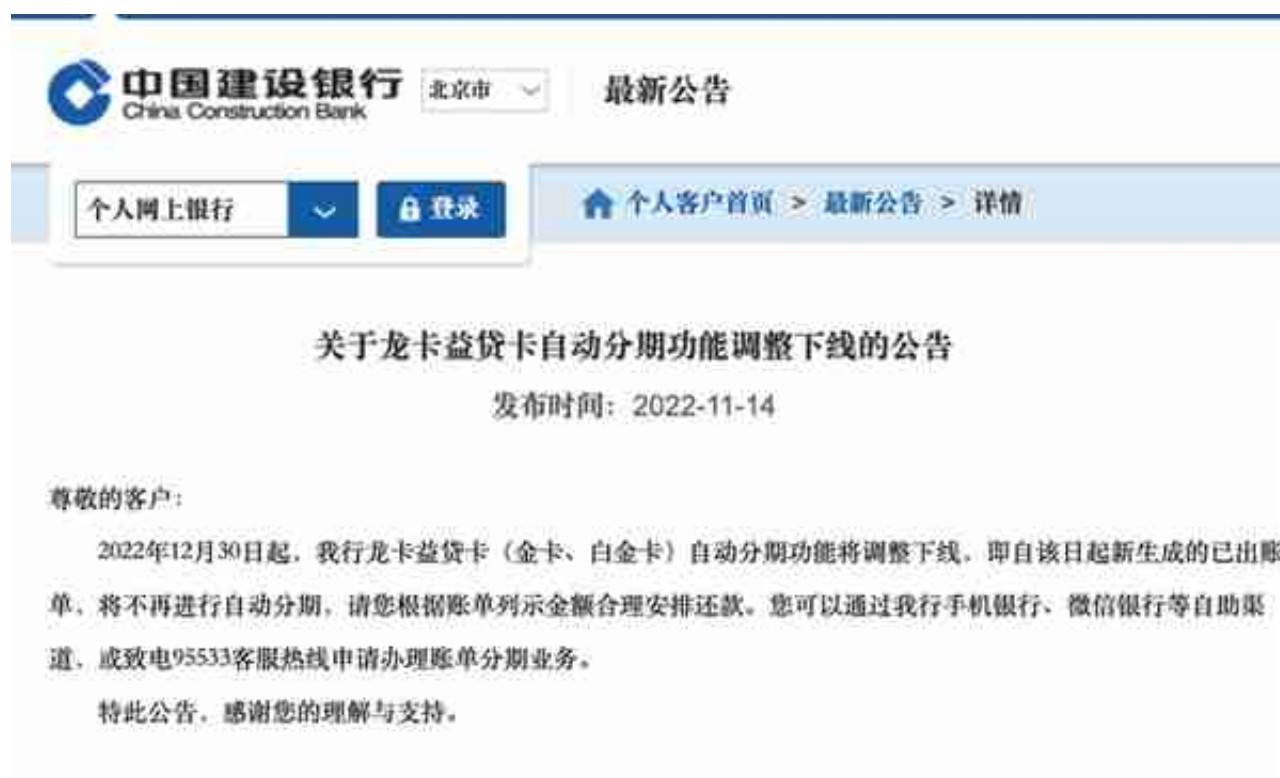 中国建设银行
China Construction Bank
北京市
最新公告
个人网上银行
登录
个人客户首页 > 最新公告 > 详情
关于龙卡益贷卡自动分期功能调整下线的公告
发布时间：2022-11-14
尊敬的客户：
2022年12月30日起，我行龙卡益贷卡（金卡、白金卡）自动分期功能将调整下线，即自该日起新生成的已出账
单，将不再进行自动分期，请您根据账单列示金额合理安排还款。您可以通过我行手机银行、微信银行等自助渠
道，或致电95533客服热线申请办理账单分期业务。
特此公告，感谢您的理解与支持。